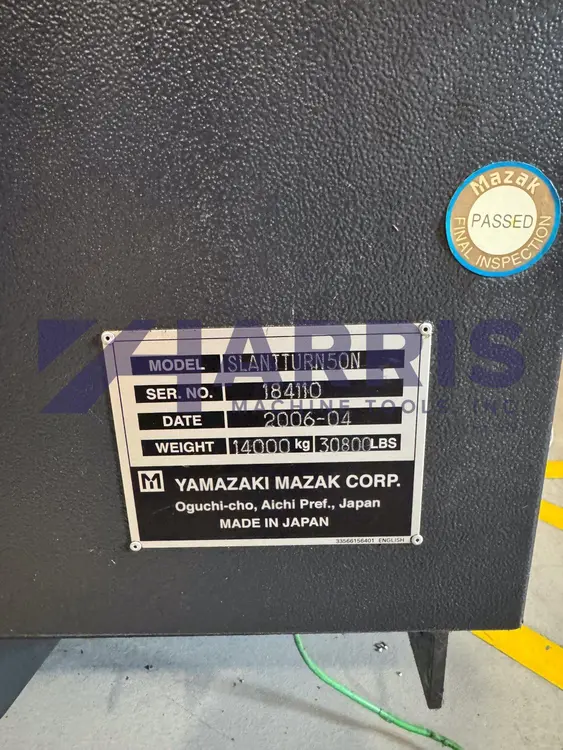 Mazak
PASSED
FINAL INSPECTION
HARRIS
MACHINE TOOLS, INC
MODEL SLANTTURN50N
SER. NO. 184110
DATE 2006-04
WEIGHT 14000 kg 30800 LBS
YAMAZAKI MAZAK CORP.
Oguchi-cho, Aichi Pref., Japan
MADE IN JAPAN
33566156401 ENGLISH